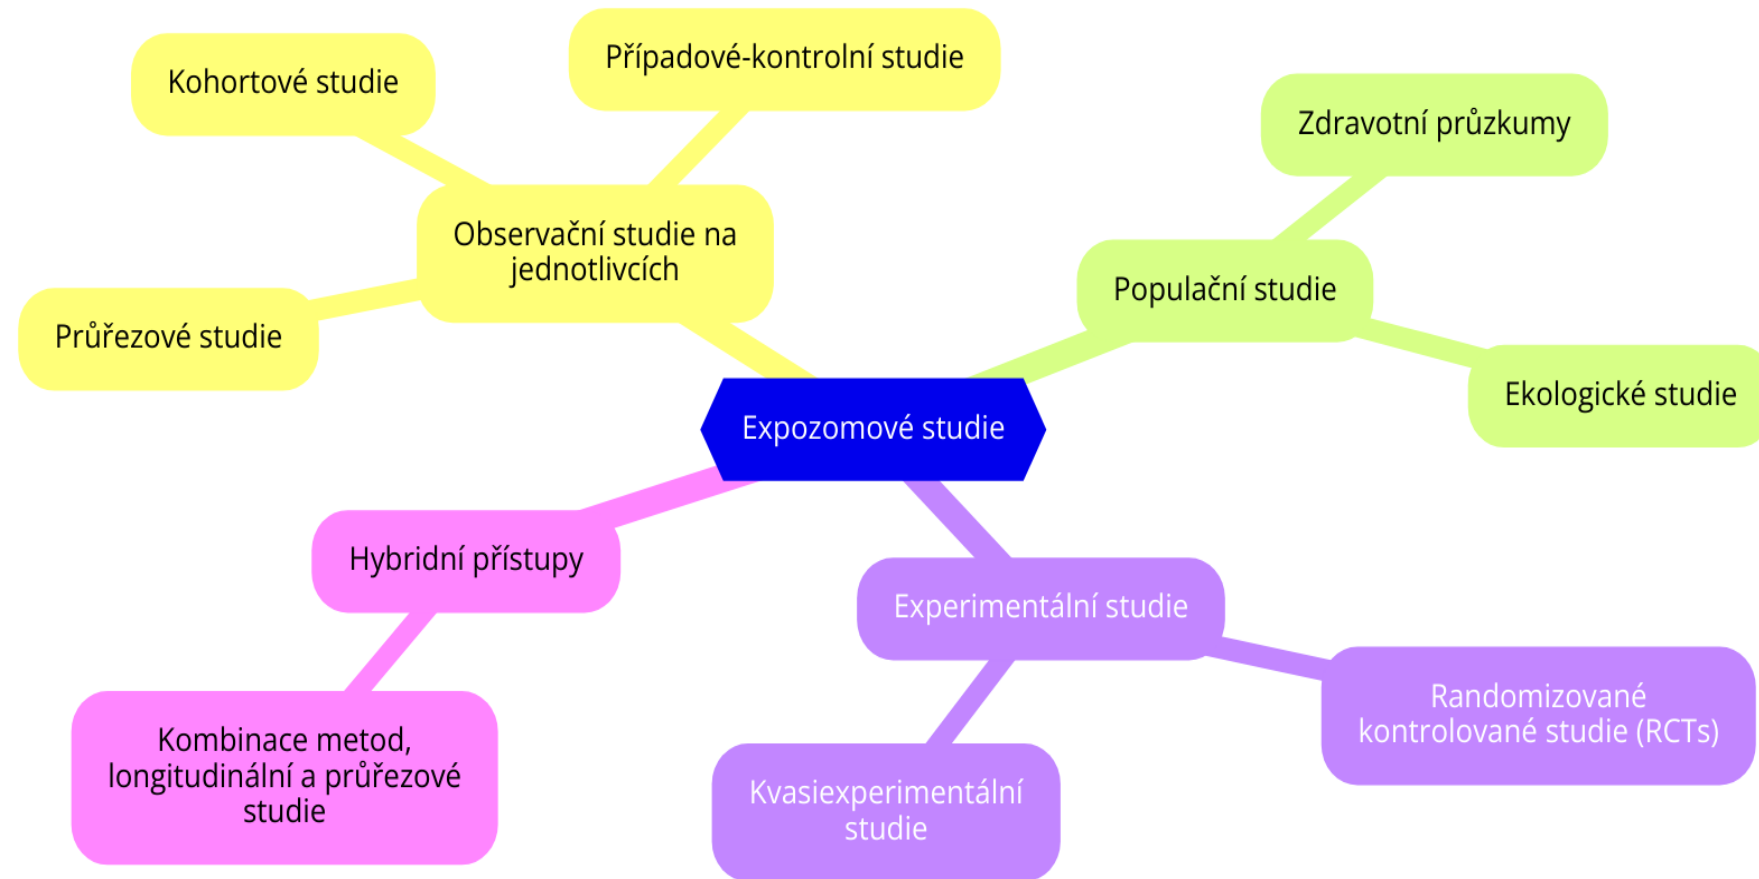 Případové-kontrolní studie
Kohortové studie
Zdravotní průzkumy
Observační studie na
jednotlivcích
Populační studie
Průřezové studie
Ekologické studie
Expozomové studie
Hybridní přístupy
Experimentální studie
Randomizované
kontrolované studie (RCTs)
Kombinace metod,
longitudinální a průřezové
studie
Kvasiexperimentální
studie